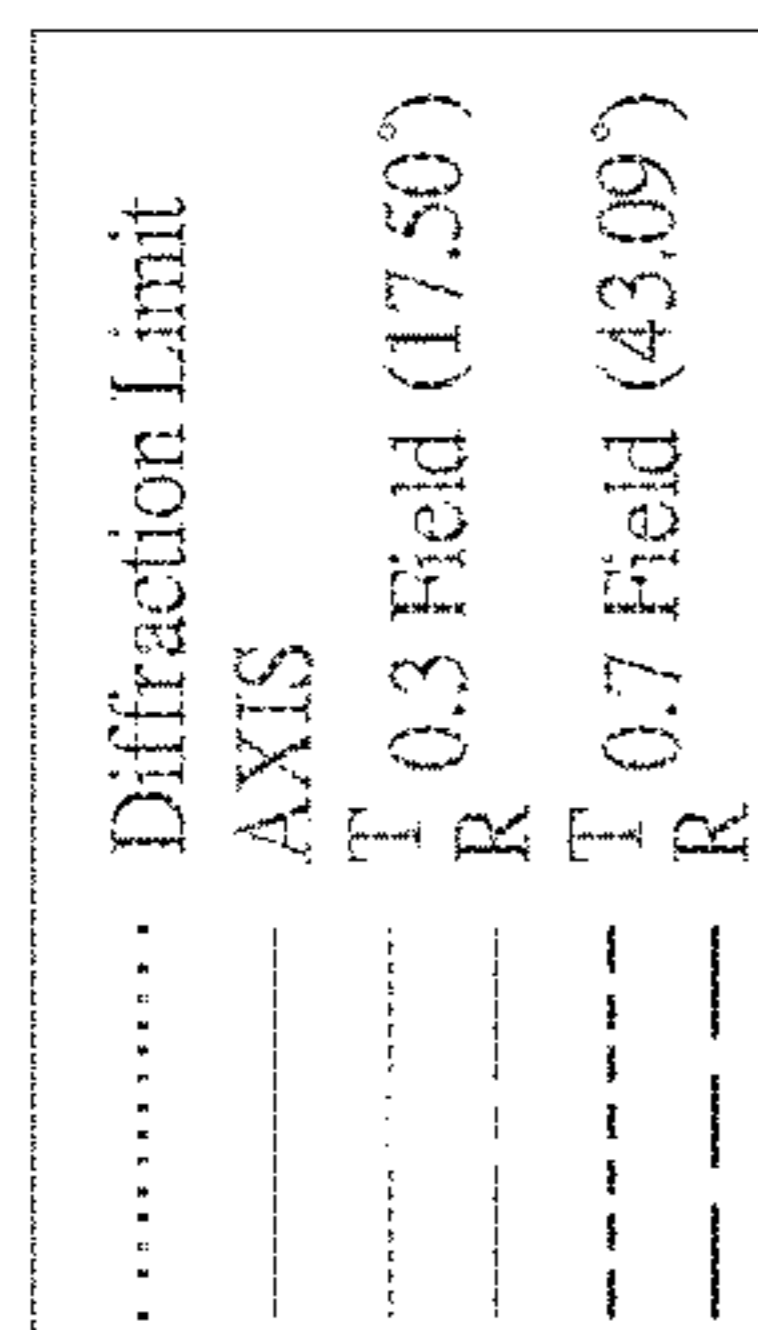 Diffraction Limit
AXIS
T 0.3 Field (17.50°)
R
T 0.7 Field (43.09°)
R